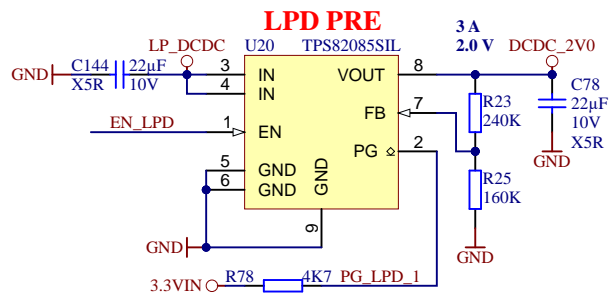 LPD PRE
3 A
2.0 V
C144 LP_DCDC U20 TPS82085SIL DCDC_2V0
GND 22µF 3 IN VOUT 8
X5R 10V 4 IN
FB 7 R23 240K
C78 22µF 10V X5R
EN_LPD 1 EN
PG 2
GND
5 GND
6 GND
GND
R25 160K
GND 9
GND
3.3VIN R78 4K7 PG_LPD_1